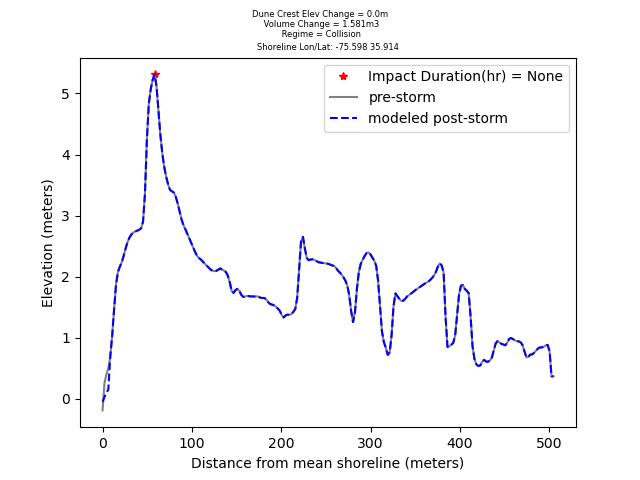 Dune Crest Elev Change = 0.0m
Volume Change = 1.581m3
Regime = Collision
Shoreline Lon/Lat: -75.598 35.914
Impact Duration(hr) = None
pre-storm
modeled post-storm
Elevation (meters)
5
4
3
2
1
0
0 100 200 300 400 500
Distance from mean shoreline (meters)